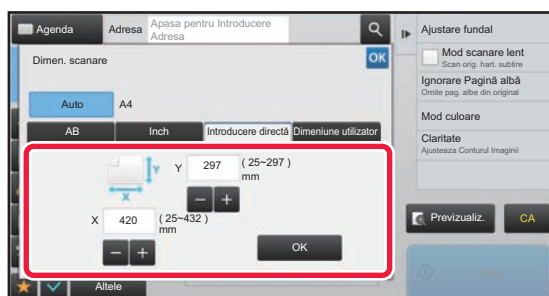 Agenda
Adresa
Apasa pentru Introducere
Adresa
Ajustare fundal
Mod scanare lent
Scan orig. hart. subtire
Ignorare Pagină albă
Omite pag. albe din original
Mod culoare
Claritate
Ajusteaza Conturul Imaginii
Previzualiz.
CA
Start
Dimen. scanare
OK
Auto
A4
AB
Inch
Introducere directă
Dimeniune utilizator
Y
X
Y
297
(25~297)
mm
X
420
(25~432)
mm
OK
Altele